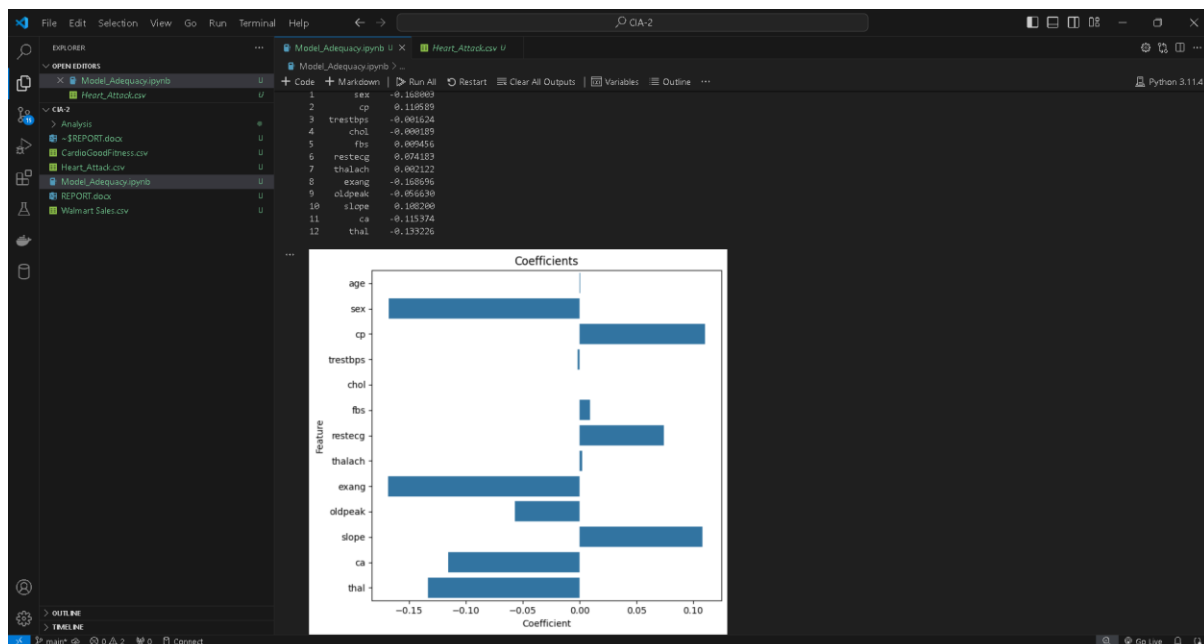 File Edit Selection View Go Run Terminal Help
CIA-2
EXPLORER
OPEN EDITORS
Model_Adequacy.ipynb U
Heart_Attack.csv U
CIA-2
Analysis
~$REPORT.docx U
CardioGoodFitness.csv U
Heart_Attack.csv U
Model_Adequacy.ipynb U
REPORT.docx U
Walmart Sales.csv U
OUTLINE
TIMELINE
Model_Adequacy.ipynb U
Heart_Attack.csv U
Model_Adequacy.ipynb > ...
+ Code + Markdown Run All Restart Clear All Outputs Variables Outline ...
Python 3.11.4
1 sex -0.168003
2 cp 0.110589
3 trestbps -0.001624
4 chol -0.000189
5 fbs 0.009456
6 restecg 0.074183
7 thalach 0.002122
8 exang -0.168696
9 oldpeak -0.056630
10 slope 0.108200
11 ca -0.115374
12 thal -0.133226
Coefficients
Feature
age
sex
cp
trestbps
chol
fbs
restecg
thalach
exang
oldpeak
slope
ca
thal
−0.15 −0.10 −0.05 0.00 0.05 0.10
Coefficient
main* 0 2 0 Connect
Go Live